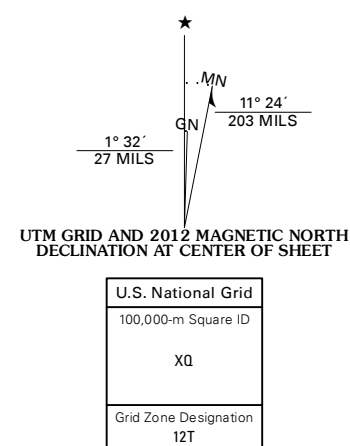 ★
MN
11° 24´
203 MILS
GN
1° 32´
27 MILS
UTM GRID AND 2012 MAGNETIC NORTH
DECLINATION AT CENTER OF SHEET
U.S. National Grid
100,000-m Square ID
XQ
Grid Zone Designation
12T